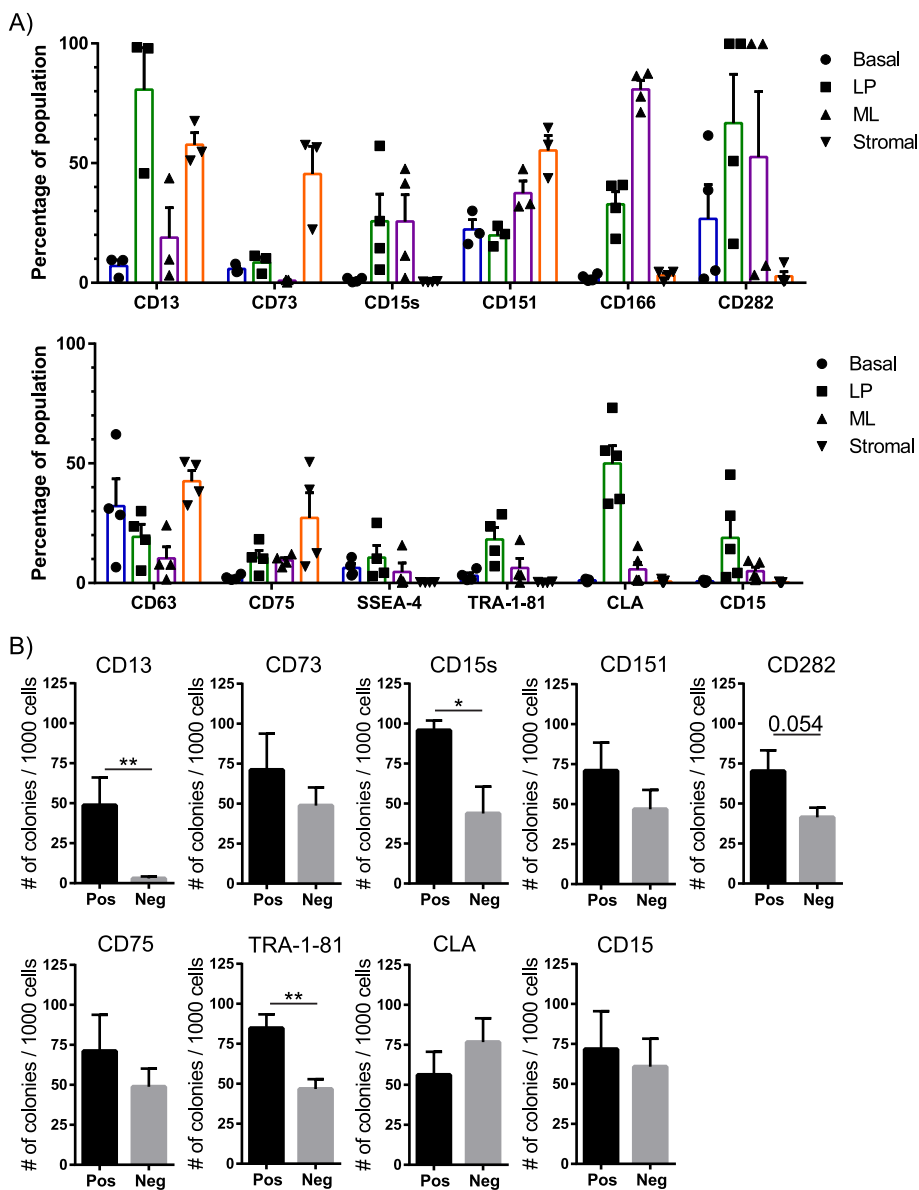 A)
Percentage of population
100
50
0
CD13 CD73 CD15s CD151 CD166 CD282
Basal
LP
ML
Stromal
Percentage of population
100
50
0
CD63 CD75 SSEA-4 TRA-1-81 CLA CD15
Basal
LP
ML
Stromal
B)
CD13
# of colonies / 1000 cells
125
100
75
50
25
0
**
Pos Neg
CD73
# of colonies / 1000 cells
125
100
75
50
25
0
Pos Neg
CD15s
# of colonies / 1000 cells
125
100
75
50
25
0
*
Pos Neg
CD151
# of colonies / 1000 cells
125
100
75
50
25
0
Pos Neg
CD282
# of colonies / 1000 cells
125
100
75
50
25
0
0.054
Pos Neg
CD75
# of colonies / 1000 cells
125
100
75
50
25
0
Pos Neg
TRA-1-81
# of colonies / 1000 cells
125
100
75
50
25
0
**
Pos Neg
CLA
# of colonies / 1000 cells
125
100
75
50
25
0
Pos Neg
CD15
# of colonies / 1000 cells
125
100
75
50
25
0
Pos Neg